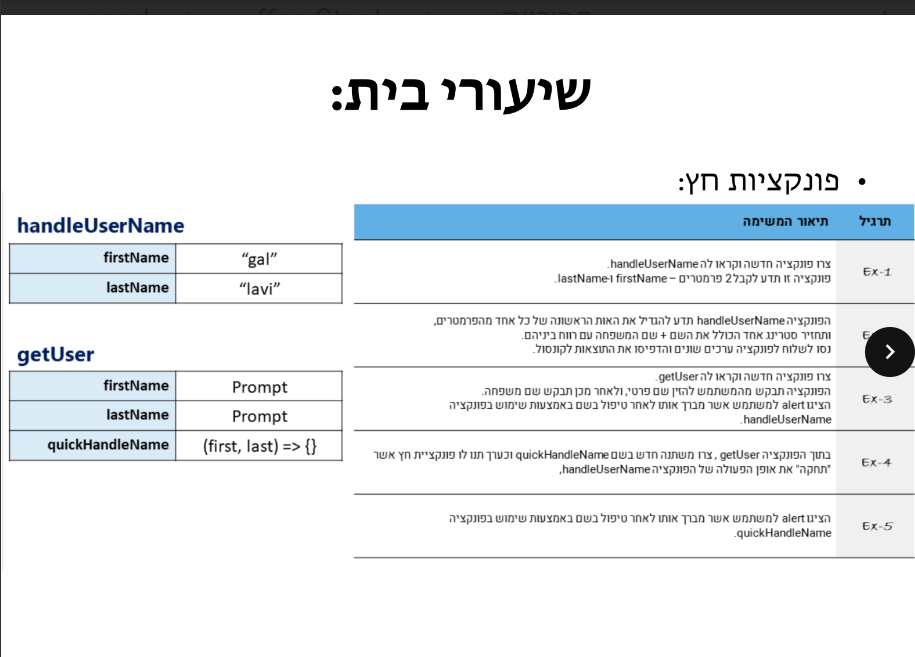 שיעורי בית:
• פונקציות חץ:
תרגיל תיאור המשימה
Ex-1
צרו פונקציה חדשה וקראו לה handleUserName.
פונקציה זו תדע לקבל 2 פרמטרים – firstName ו-lastName.
הפונקציה handleUserName תדע להגדיל את האות הראשונה של כל אחד מהפרמטרים,
ותחזיר סטרינג אחד הכולל את השם + שם המשפחה עם רווח ביניהם.
נסו לשלוח לפונקציה ערכים שונים והדפיסו את התוצאות לקונסול.
Ex-3
צרו פונקציה חדשה וקראו לה getUser.
הפונקציה תבקש מהמשתמש להזין שם פרטי, ולאחר מכן תבקש שם משפחה.
הציגו alert למשתמש אשר מברך אותו לאחר טיפול בשם באמצעות שימוש בפונקציה
handleUserName.
Ex-4
בתוך הפונקציה getUser , צרו משתנה חדש בשם quickHandleName וכערך תנו לו פונקציית חץ אשר
"תחקה" את אופן הפעולה של הפונקציה handleUserName,
Ex-5
הציגו alert למשתמש אשר מברך אותו לאחר טיפול בשם באמצעות שימוש בפונקציה
quickHandleName.
handleUserName
firstName “gal”
lastName “lavi”
getUser
firstName Prompt
lastName Prompt
quickHandleName (first, last) => {}